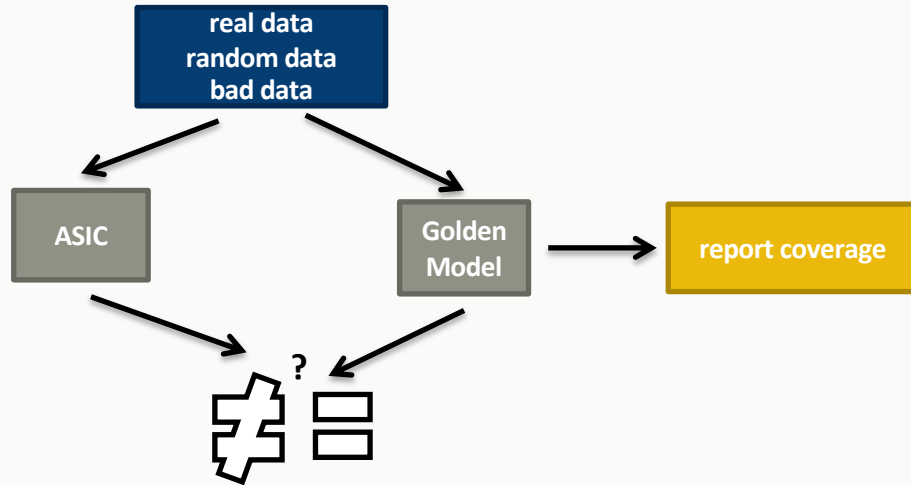 real data
random data
bad data
ASIC
Golden
Model
report coverage
?
≠ =